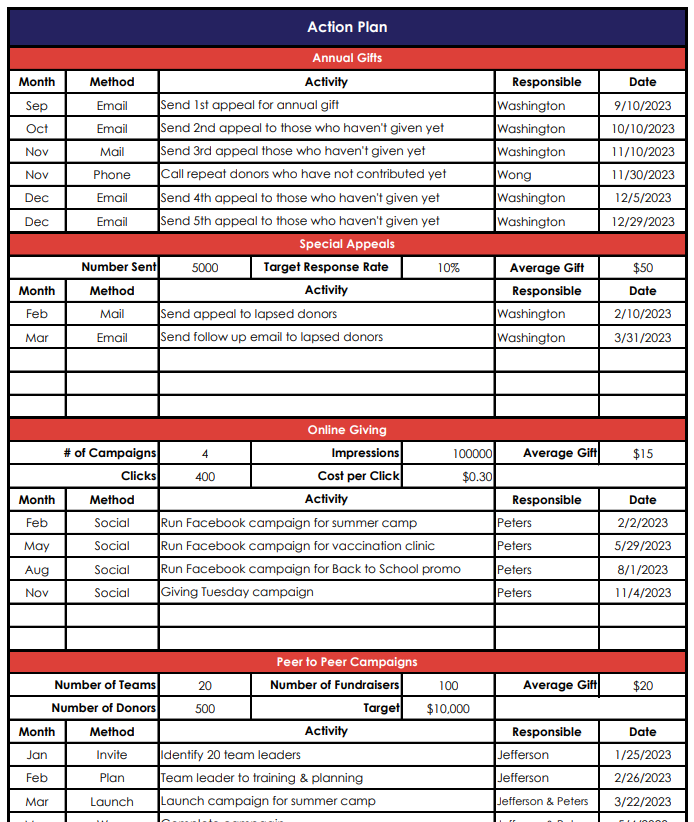 Action Plan
Annual Gifts
Month Method Activity Responsible Date
Sep Email Send 1st appeal for annual gift Washington 9/10/2023
Oct Email Send 2nd appeal to those who haven't given yet Washington 10/10/2023
Nov Mail Send 3rd appeal those who haven't given yet Washington 11/10/2023
Nov Phone Call repeat donors who have not contributed yet Wong 11/30/2023
Dec Email Send 4th appeal to those who haven't given yet Washington 12/5/2023
Dec Email Send 5th appeal to those who haven't given yet Washington 12/29/2023
Special Appeals
Number Sent 5000 Target Response Rate 10% Average Gift $50
Month Method Activity Responsible Date
Feb Mail Send appeal to lapsed donors Washington 2/10/2023
Mar Email Send follow up email to lapsed donors Washington 3/31/2023
Online Giving
# of Campaigns 4 Impressions 100000 Average Gift $15
Clicks 400 Cost per Click $0.30
Month Method Activity Responsible Date
Feb Social Run Facebook campaign for summer camp Peters 2/2/2023
May Social Run Facebook campaign for vaccination clinic Peters 5/29/2023
Aug Social Run Facebook campaign for Back to School promo Peters 8/1/2023
Nov Social Giving Tuesday campaign Peters 11/4/2023
Peer to Peer Campaigns
Number of Teams 20 Number of Fundraisers 100 Average Gift $20
Number of Donors 500 Target $10,000
Month Method Activity Responsible Date
Jan Invite Identify 20 team leaders Jefferson 1/25/2023
Feb Plan Team leader to training & planning Jefferson 2/26/2023
Mar Launch Launch campaign for summer camp Jefferson & Peters 3/22/2023